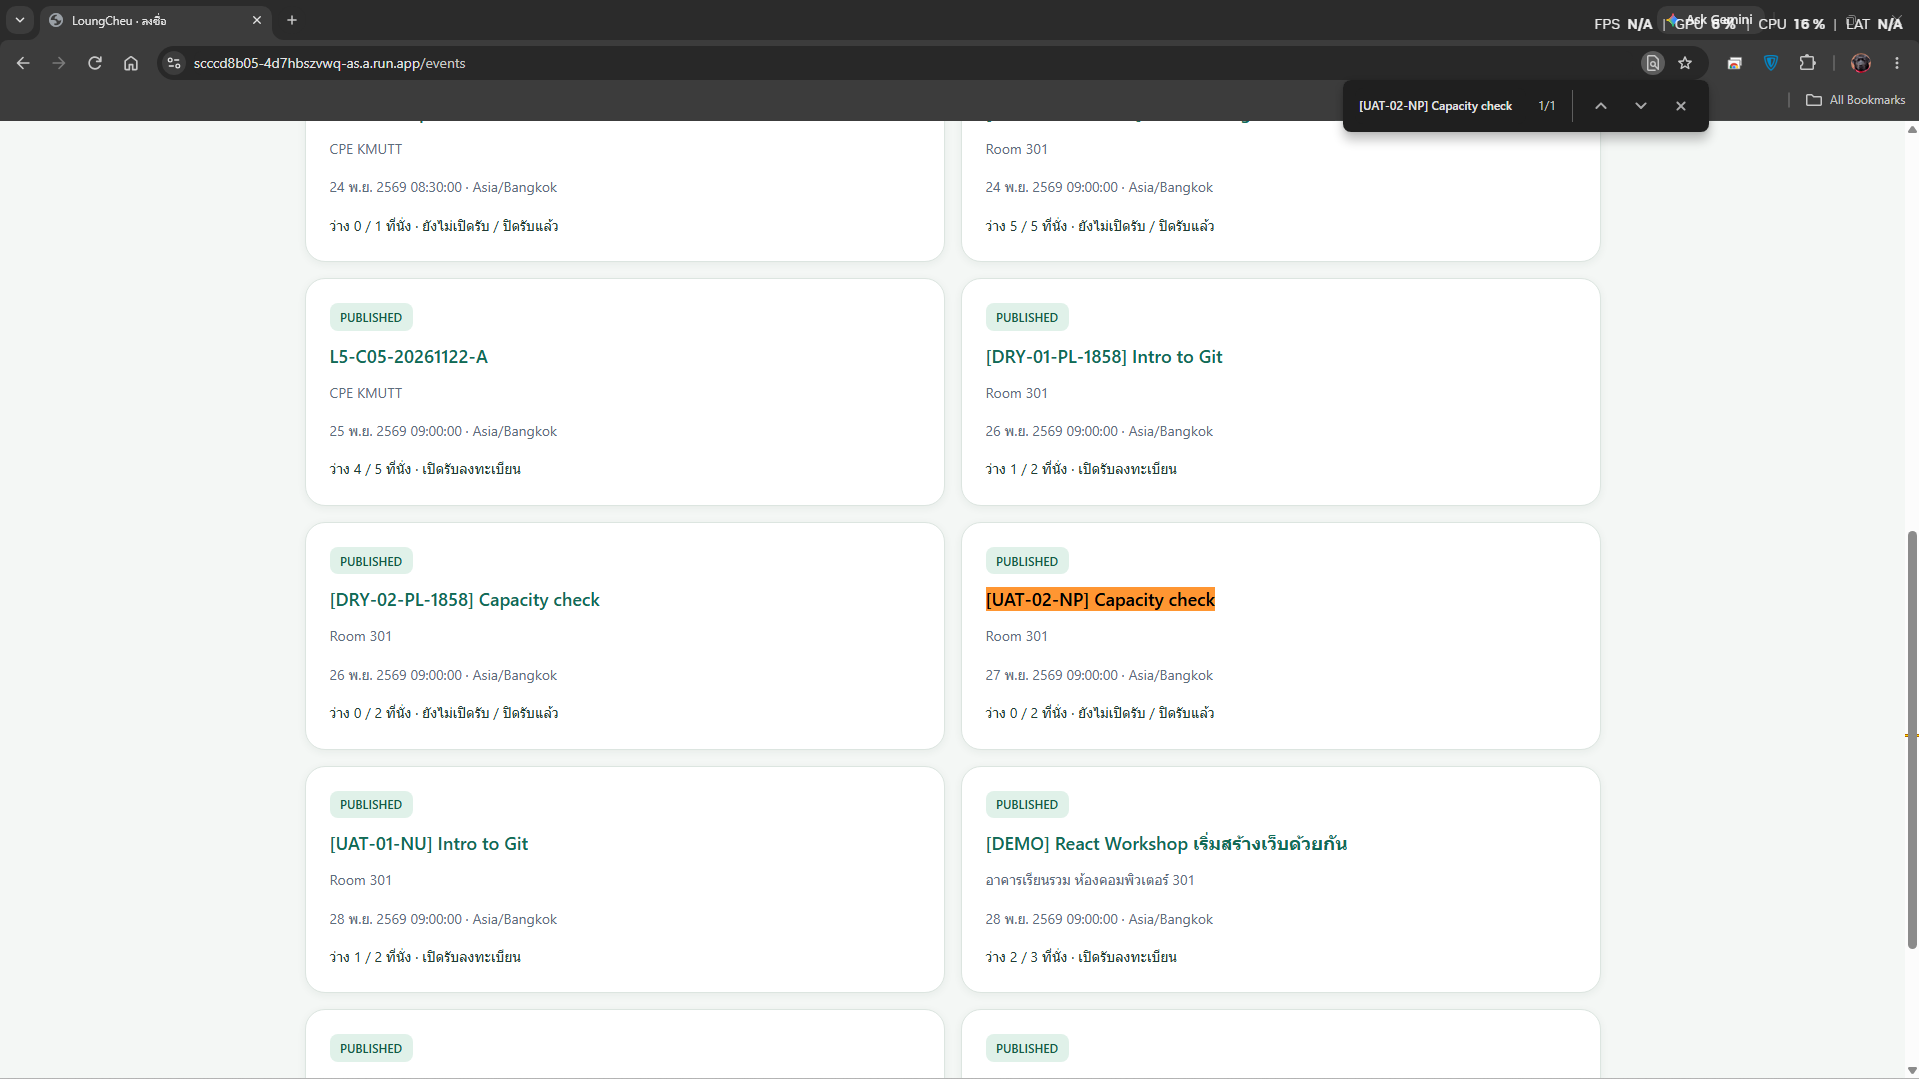 LoungCheu · ลงชื่อ
Ask Gemini
FPS N/A | GPU 6 % | CPU 16 % | LAT N/A
scccd8b05-4d7hbszvwq-as.a.run.app/events
[UAT-02-NP] Capacity check 1/1
All Bookmarks
CPE KMUTT
24 พ.ย. 2569 08:30:00 · Asia/Bangkok
ว่าง 0 / 1 ที่นั่ง · ยังไม่เปิดรับ / ปิดรับแล้ว
Room 301
24 พ.ย. 2569 09:00:00 · Asia/Bangkok
ว่าง 5 / 5 ที่นั่ง · ยังไม่เปิดรับ / ปิดรับแล้ว
PUBLISHED
L5-C05-20261122-A
CPE KMUTT
25 พ.ย. 2569 09:00:00 · Asia/Bangkok
ว่าง 4 / 5 ที่นั่ง · เปิดรับลงทะเบียน
PUBLISHED
[DRY-01-PL-1858] Intro to Git
Room 301
26 พ.ย. 2569 09:00:00 · Asia/Bangkok
ว่าง 1 / 2 ที่นั่ง · เปิดรับลงทะเบียน
PUBLISHED
[DRY-02-PL-1858] Capacity check
Room 301
26 พ.ย. 2569 09:00:00 · Asia/Bangkok
ว่าง 0 / 2 ที่นั่ง · ยังไม่เปิดรับ / ปิดรับแล้ว
PUBLISHED
[UAT-02-NP] Capacity check
Room 301
27 พ.ย. 2569 09:00:00 · Asia/Bangkok
ว่าง 0 / 2 ที่นั่ง · ยังไม่เปิดรับ / ปิดรับแล้ว
PUBLISHED
[UAT-01-NU] Intro to Git
Room 301
28 พ.ย. 2569 09:00:00 · Asia/Bangkok
ว่าง 1 / 2 ที่นั่ง · เปิดรับลงทะเบียน
PUBLISHED
[DEMO] React Workshop เริ่มสร้างเว็บด้วยกัน
อาคารเรียนรวม ห้องคอมพิวเตอร์ 301
28 พ.ย. 2569 09:00:00 · Asia/Bangkok
ว่าง 2 / 3 ที่นั่ง · เปิดรับลงทะเบียน
PUBLISHED
PUBLISHED